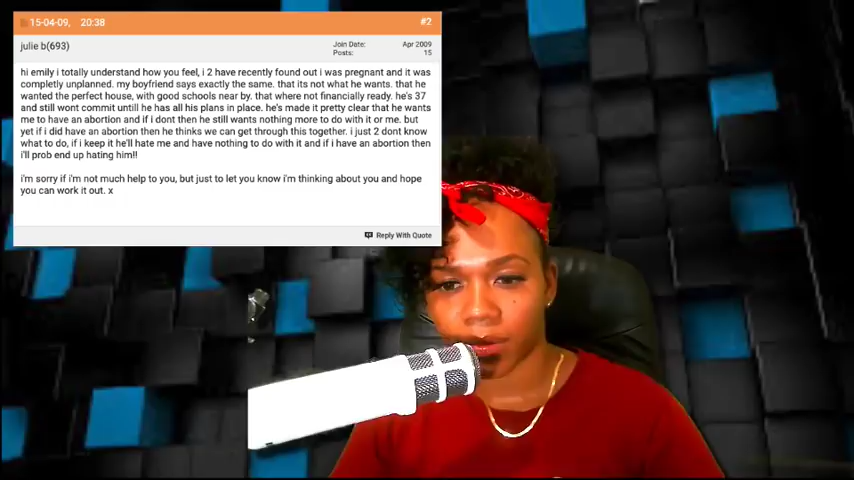 15-04-09, 20:38 #2
julie b(693) Join Date: Apr 2009
Posts: 15
hi emily i totally understand how you feel, i 2 have recently found out i was pregnant and it was
completly unplanned. my boyfriend says exactly the same. that its not what he wants. that he
wanted the perfect house, with good schools near by. that where not financially ready. he's 37
and still wont commit untill he has all his plans in place. he's made it pretty clear that he wants
me to have an abortion and if i dont then he still wants nothing more to do with it or me. but
yet if i did have an abortion then he thinks we can get through this together. i just 2 dont know
what to do, if i keep it he'll hate me and have nothing to do with it and if i have an abortion then
i'll prob end up hating him!!
i'm sorry if i'm not much help to you, but just to let you know i'm thinking about you and hope
you can work it out. x
Reply With Quote